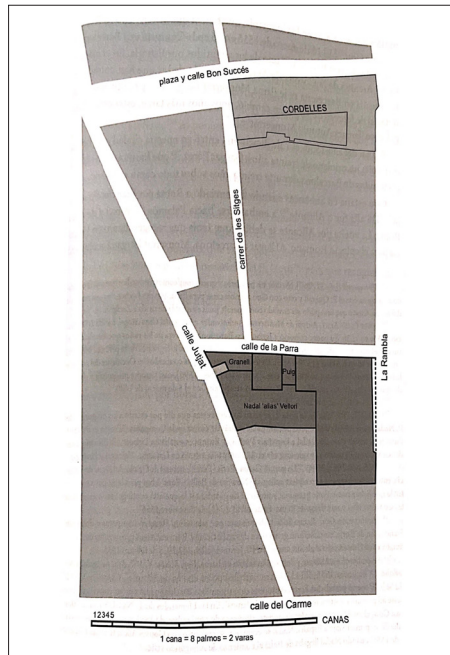 plaza y calle Bon Succés
CORDELLES
carrer de les Sitges
calle Jutjat
calle de la Parra
La Rambla
Granell
Puig
Nadal 'alias' Vellori
calle del Carme
12345
CANAS
1 cana = 8 palmos = 2 varas